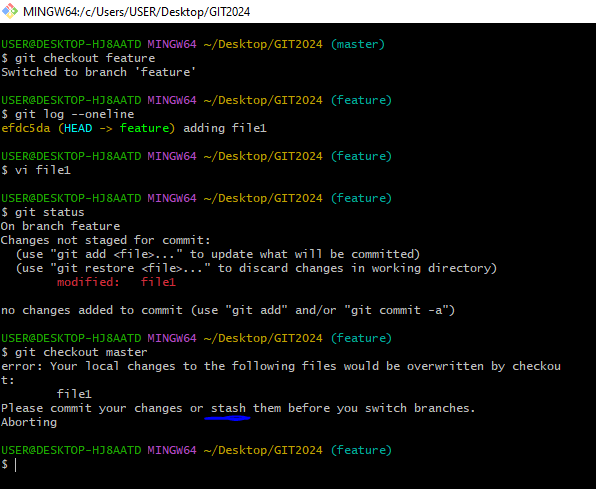 MINGW64:/c/Users/USER/Desktop/GIT2024
USER@DESKTOP-HJ8AATD MINGW64 ~/Desktop/GIT2024 (master)
$ git checkout feature
Switched to branch 'feature'
USER@DESKTOP-HJ8AATD MINGW64 ~/Desktop/GIT2024 (feature)
$ git log --oneline
efdc5da (HEAD -> feature) adding file1
USER@DESKTOP-HJ8AATD MINGW64 ~/Desktop/GIT2024 (feature)
$ vi file1
USER@DESKTOP-HJ8AATD MINGW64 ~/Desktop/GIT2024 (feature)
$ git status
On branch feature
Changes not staged for commit:
  (use "git add <file>..." to update what will be committed)
  (use "git restore <file>..." to discard changes in working directory)
        modified:   file1
no changes added to commit (use "git add" and/or "git commit -a")
USER@DESKTOP-HJ8AATD MINGW64 ~/Desktop/GIT2024 (feature)
$ git checkout master
error: Your local changes to the following files would be overwritten by checkou
t:
        file1
Please commit your changes or stash them before you switch branches.
Aborting
USER@DESKTOP-HJ8AATD MINGW64 ~/Desktop/GIT2024 (feature)
$